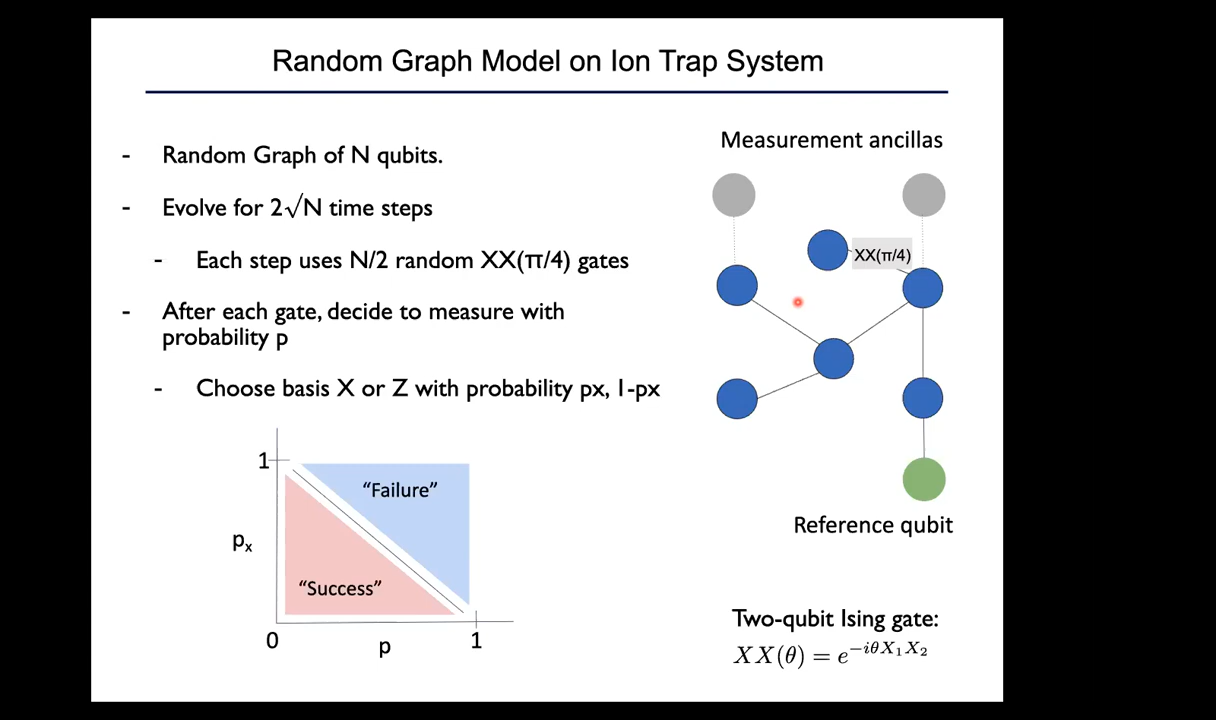 Random Graph Model on Ion Trap System
- Random Graph of N qubits.
- Evolve for 2√N time steps
- Each step uses N/2 random XX(π/4) gates
- After each gate, decide to measure with
probability p
- Choose basis X or Z with probability px, 1-px
1
"Failure"
pₓ
"Success"
0
p
1
Measurement ancillas
XX(π/4)
Reference qubit
Two-qubit Ising gate:
XX(θ) = e^{-iθX₁X₂}